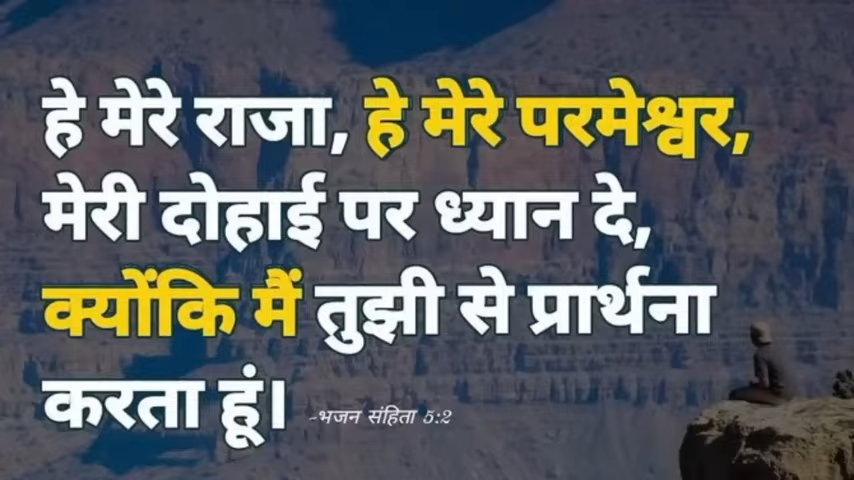 हे मेरे राजा, हे मेरे परमेश्वर,
मेरी दोहाई पर ध्यान दे,
क्योंकि मैं तुझी से प्रार्थना
करता हूं। -भजन संहिता 5:2